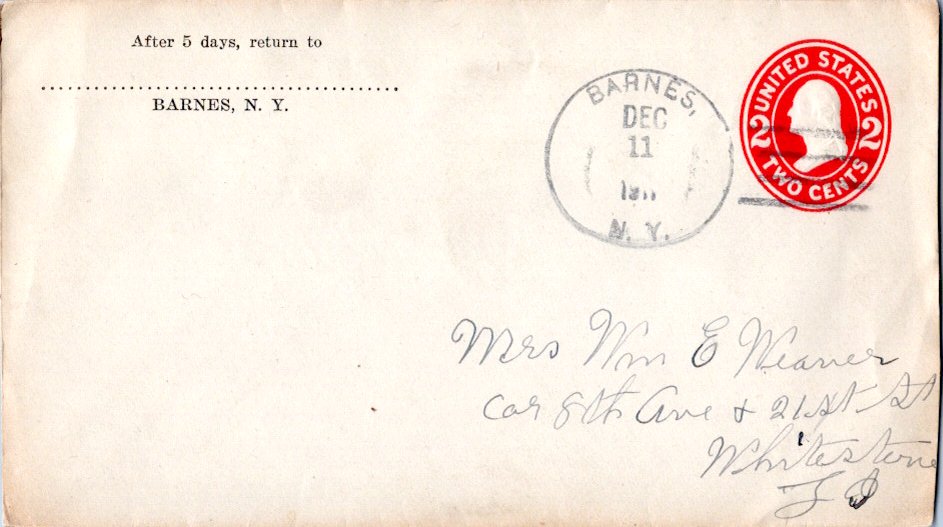 After 5 days, return to
BARNES, N. Y.
BARNES,
DEC
11
N. Y.
UNITED STATES
2 2
TWO CENTS
Mrs Wm E Weaver
cor 8th Ave & 21st St
Whitestone
L I